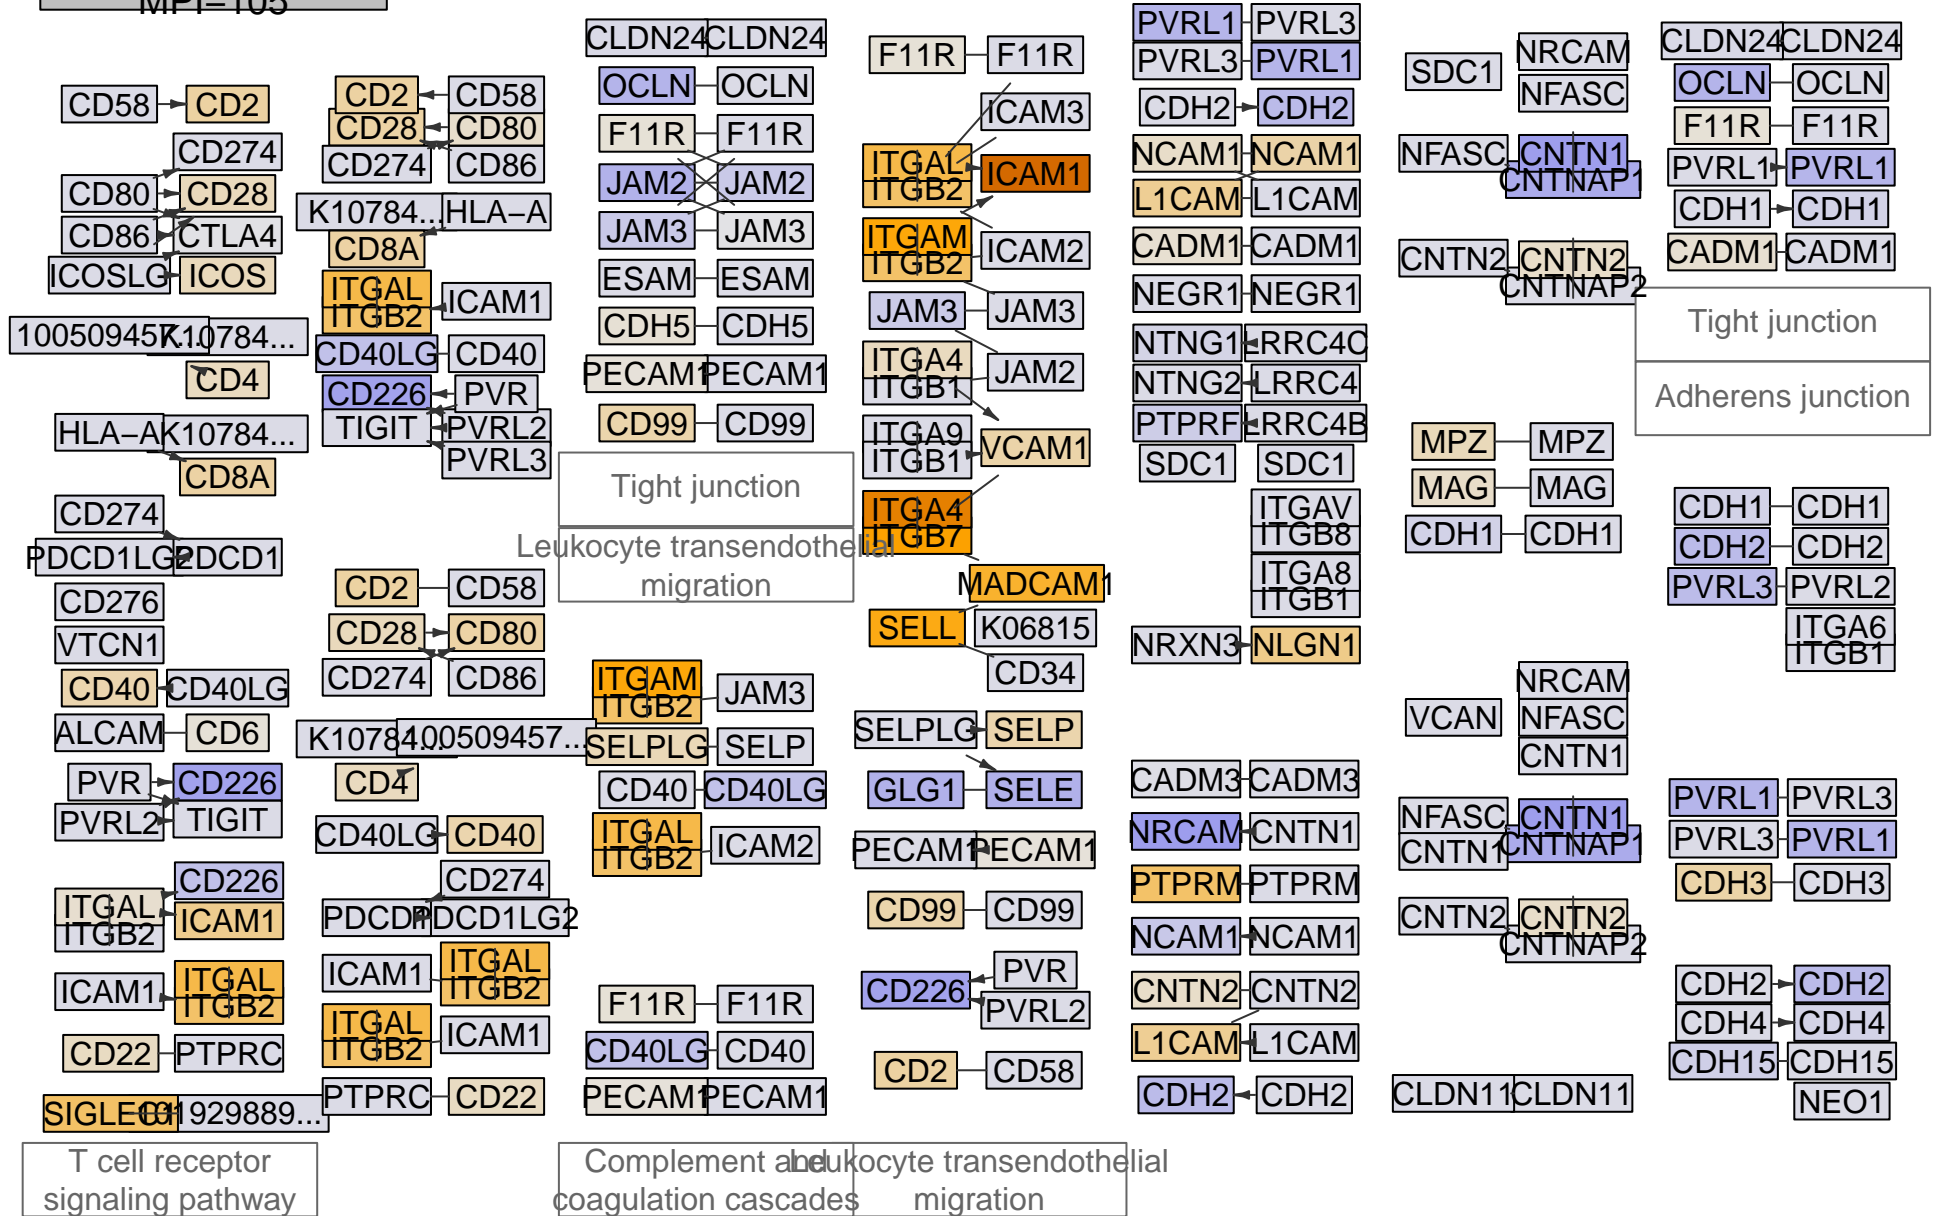 MPI−105
CD58 CD2
CD274
CD80 CD28
CD86 CTLA4
ICOSLG ICOS
100509457... K10784...
CD4
HLA−A K10784...
CD8A
CD274
PDCD1LG2 PDCD1
CD276
VTCN1
CD40 CD40LG
ALCAM CD6
PVR CD226
PVRL2 TIGIT
CD226
ITGAL
ITGB2
ICAM1
ICAM1
ITGAL
ITGB2
CD22 PTPRC
T cell receptor
signaling pathway
CD2 CD58
CD28 CD80
CD274 CD86
K10784... HLA−A
CD8A
ITGAL
ITGB2
ICAM1
CD40LG CD40
CD226 PVR
TIGIT PVRL2
PVRL3
CD2 CD58
CD28 CD80
CD274 CD86
K10784... 100509457...
CD4
CD40LG CD40
CD274
PDCD1 PDCD1LG2
ICAM1
ITGAL
ITGB2
ITGAL
ITGB2
ICAM1
PTPRC CD22
CLDN24 CLDN24
OCLN OCLN
F11R F11R
JAM2 JAM2
JAM3 JAM3
ESAM ESAM
CDH5 CDH5
PECAM1 PECAM1
CD99 CD99
Tight junction
Leukocyte transendothelial
migration
ITGAM
ITGB2
JAM3
SELPLG SELP
CD40 CD40LG
ITGAL
ITGB2
ICAM2
F11R F11R
CD40LG CD40
PECAM1 PECAM1
Complement and
coagulation cascades
F11R F11R
ICAM3
ITGAL
ITGB2
ICAM1
ITGAM
ITGB2
ICAM2
JAM3 JAM3
ITGA4
ITGB1
JAM2
ITGA9
ITGB1
VCAM1
ITGA4
ITGB7
MADCAM1
SELL K06815
CD34
SELPLG SELP
GLG1 SELE
PECAM1 PECAM1
CD99 CD99
CD226 PVR
PVRL2
CD2 CD58
Leukocyte transendothelial
migration
PVRL1 PVRL3
PVRL3 PVRL1
CDH2 CDH2
NCAM1 NCAM1
L1CAM L1CAM
CADM1 CADM1
NEGR1 NEGR1
NTNG1 LRRC4C
NTNG2 LRRC4
PTPRF LRRC4B
SDC1 SDC1
ITGAV
ITGB8
ITGA8
ITGB1
NRXN3 NLGN1
CADM3 CADM3
NRCAM CNTN1
PTPRM PTPRM
NCAM1 NCAM1
CNTN2 CNTN2
L1CAM L1CAM
CDH2 CDH2
SDC1 NRCAM
NFASC
NFASC CNTN1
CNTNAP1
CNTN2 CNTN2
CNTNAP2
MPZ MPZ
MAG MAG
CDH1 CDH1
NRCAM
VCAN NFASC
CNTN1
NFASC CNTN1
CNTN1 CNTNAP1
CNTN2 CNTN2
CNTNAP2
CLDN11 CLDN11
CLDN24 CLDN24
OCLN OCLN
F11R F11R
PVRL1 PVRL1
CDH1 CDH1
CADM1 CADM1
Tight junction
Adherens junction
CDH1 CDH1
CDH2 CDH2
PVRL3 PVRL2
ITGA6
ITGB1
PVRL1 PVRL3
PVRL3 PVRL1
CDH3 CDH3
CDH2 CDH2
CDH4 CDH4
CDH15 CDH15
NEO1